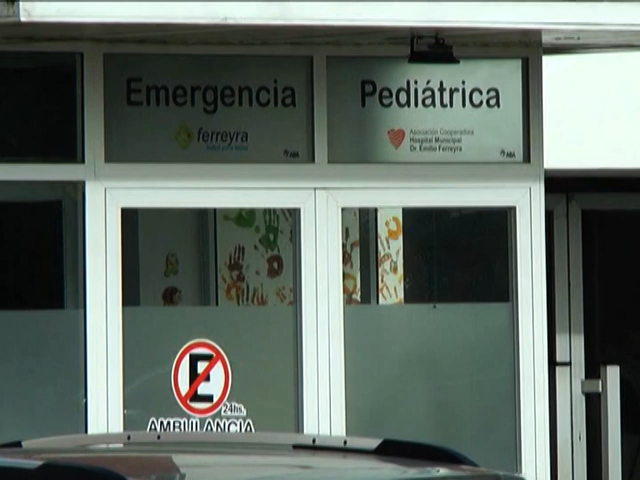 Emergencia
ferreyra
Pediátrica
Asociación Cooperadora
Hospital Municipal
Dr. Emilio Ferreyra
E
24hs.
AMBULANCIA